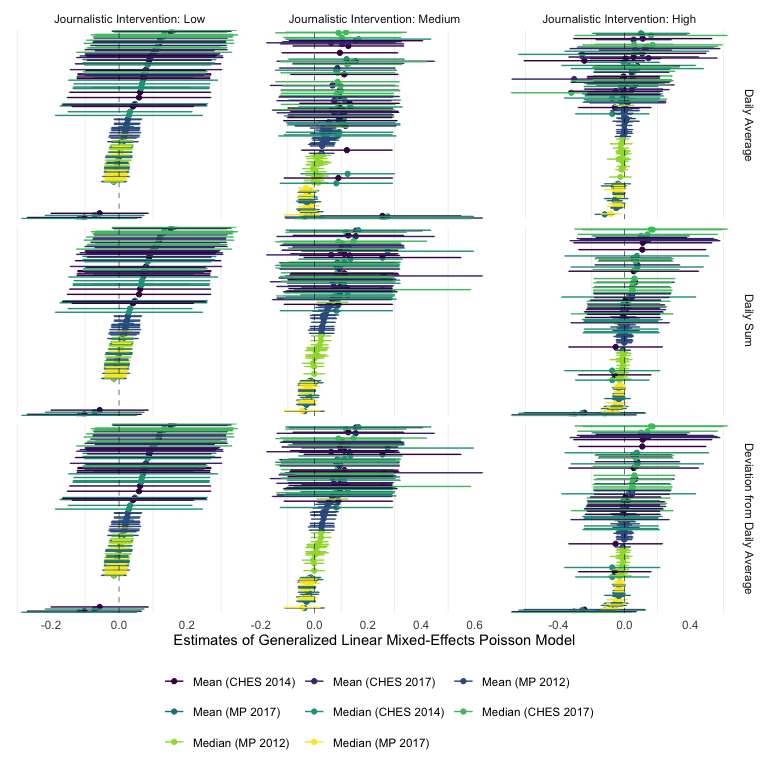 Journalistic Intervention: Low
Journalistic Intervention: Medium
Journalistic Intervention: High
Daily Average
Daily Sum
Deviation from Daily Average
-0.2 0.0 0.2
-0.2 0.0 0.2 0.4 0.6
-0.4 0.0 0.4
Estimates of Generalized Linear Mixed-Effects Poisson Model
Mean (CHES 2014) Mean (CHES 2017) Mean (MP 2012)
Mean (MP 2017) Median (CHES 2014) Median (CHES 2017)
Median (MP 2012) Median (MP 2017)